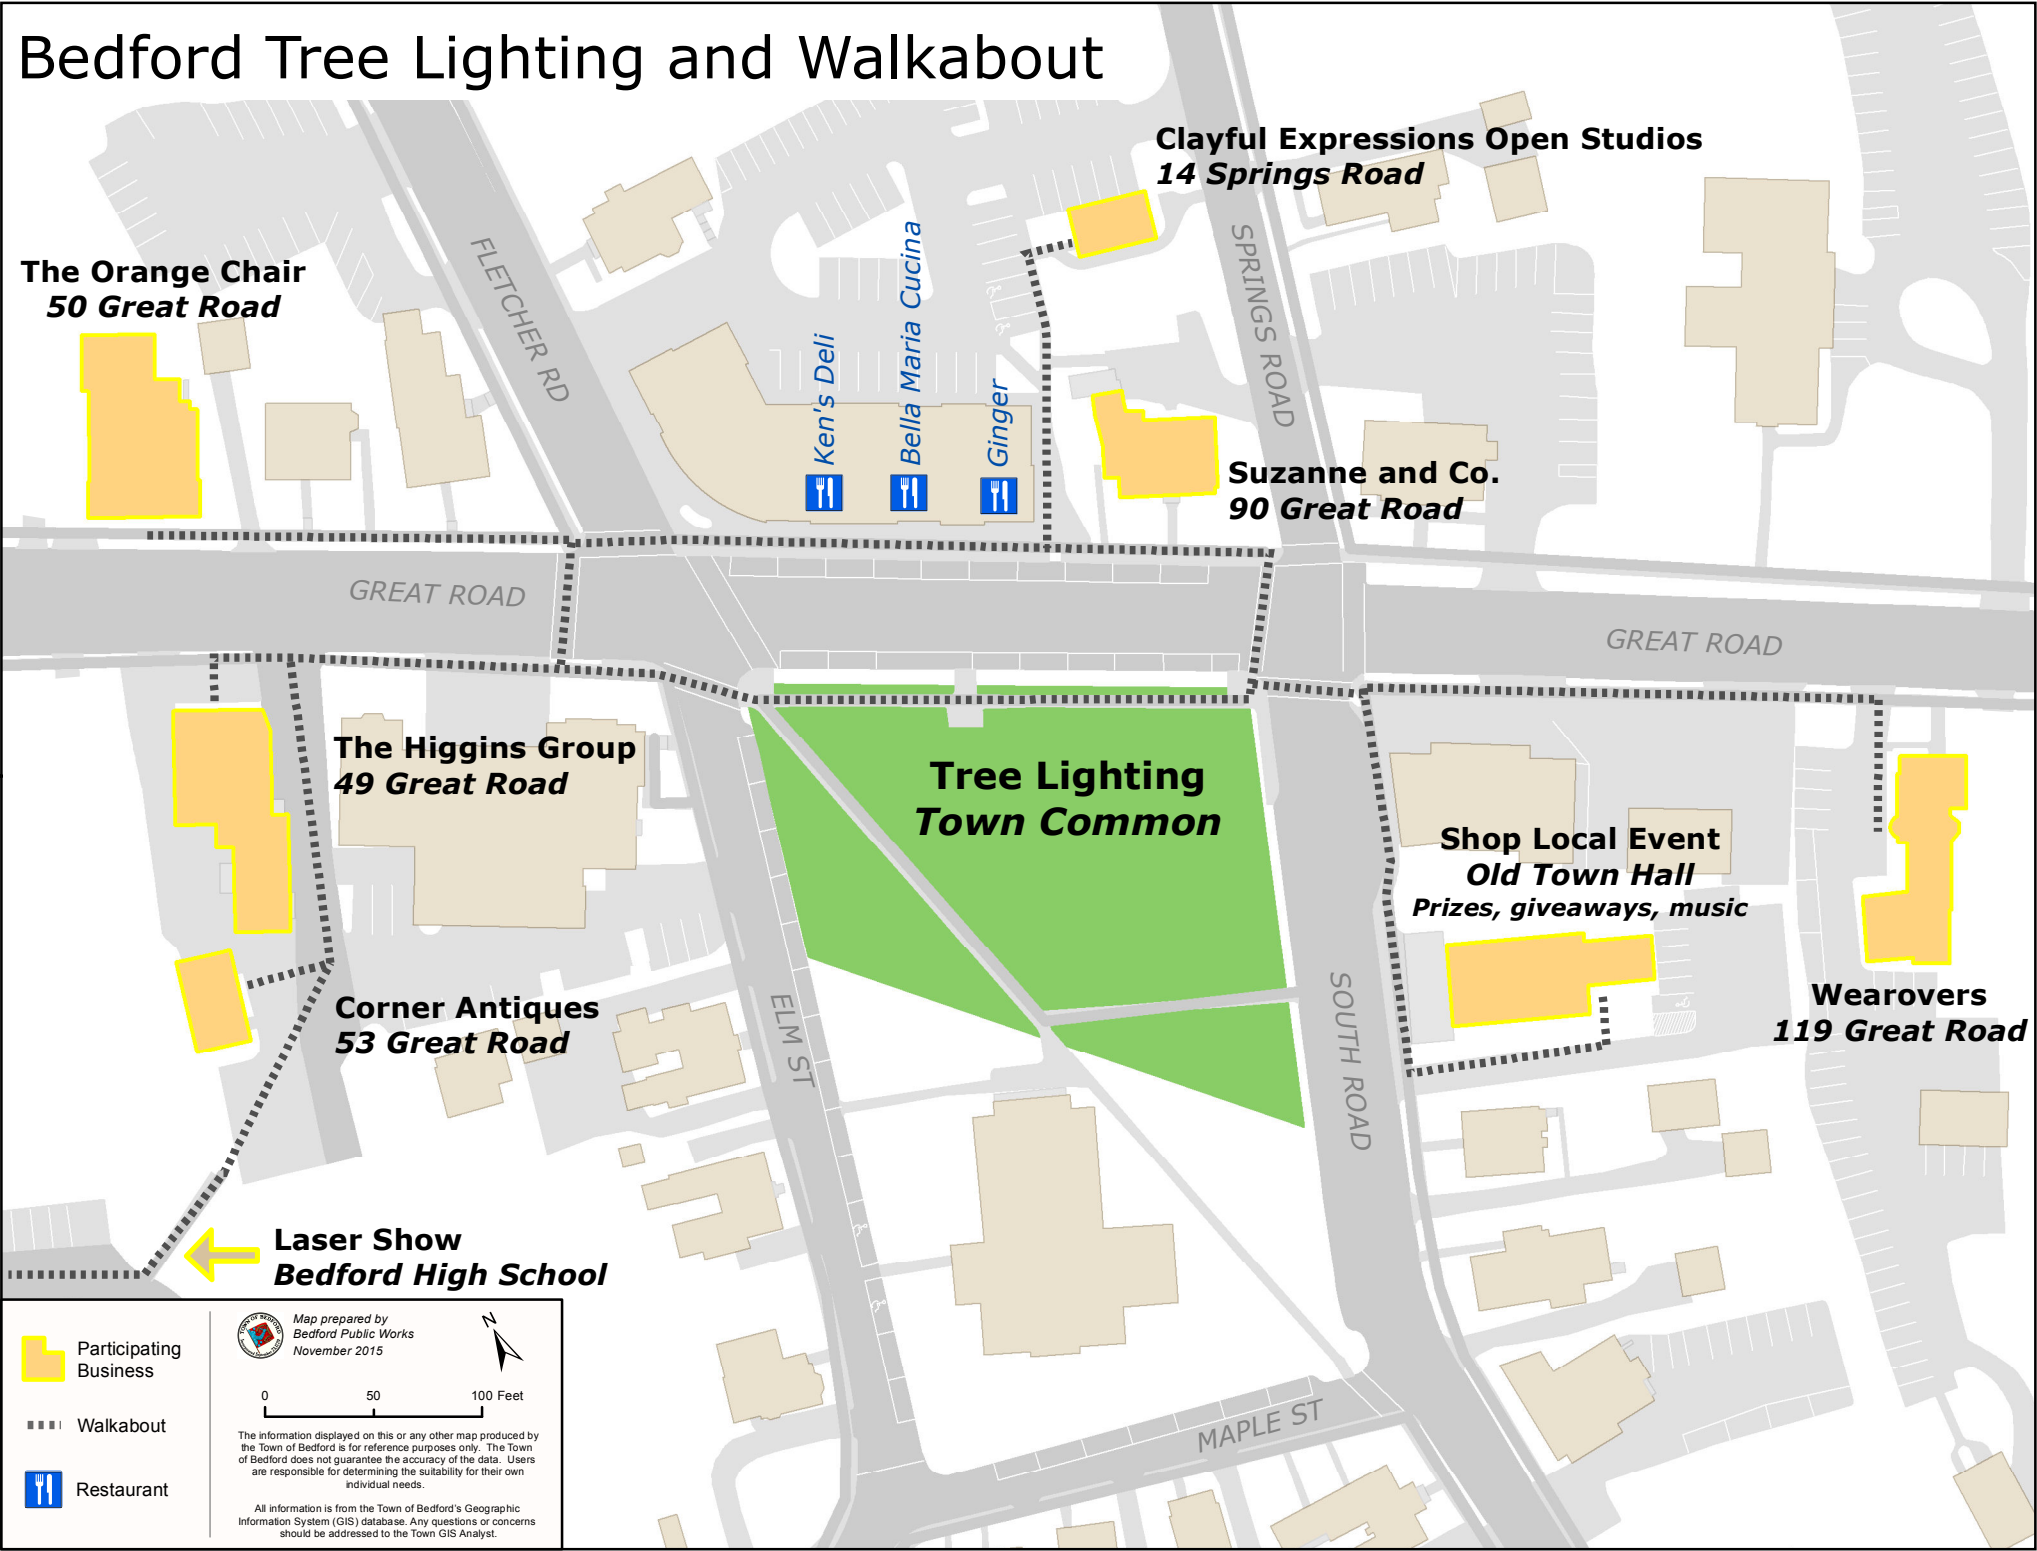 Bedford Tree Lighting and Walkabout
Clayful Expressions Open Studios
14 Springs Road
The Orange Chair
50 Great Road
FLETCHER RD
SPRINGS ROAD
Ken's Deli
Bella Maria Cucina
Ginger
Suzanne and Co.
90 Great Road
GREAT ROAD
GREAT ROAD
The Higgins Group
49 Great Road
Tree Lighting
Town Common
Shop Local Event
Old Town Hall
Prizes, giveaways, music
Corner Antiques
53 Great Road
ELM ST
SOUTH ROAD
Wearovers
119 Great Road
Laser Show
Bedford High School
MAPLE ST
Participating
Business
Walkabout
Restaurant
TOWN OF BEDFORD
Map prepared by
Bedford Public Works
November 2015
N
0 50 100 Feet
The information displayed on this or any other map produced by
the Town of Bedford is for reference purposes only. The Town
of Bedford does not guarantee the accuracy of the data. Users
are responsible for determining the suitability for their own
individual needs.
All information is from the Town of Bedford's Geographic
Information System (GIS) database. Any questions or concerns
should be addressed to the Town GIS Analyst.